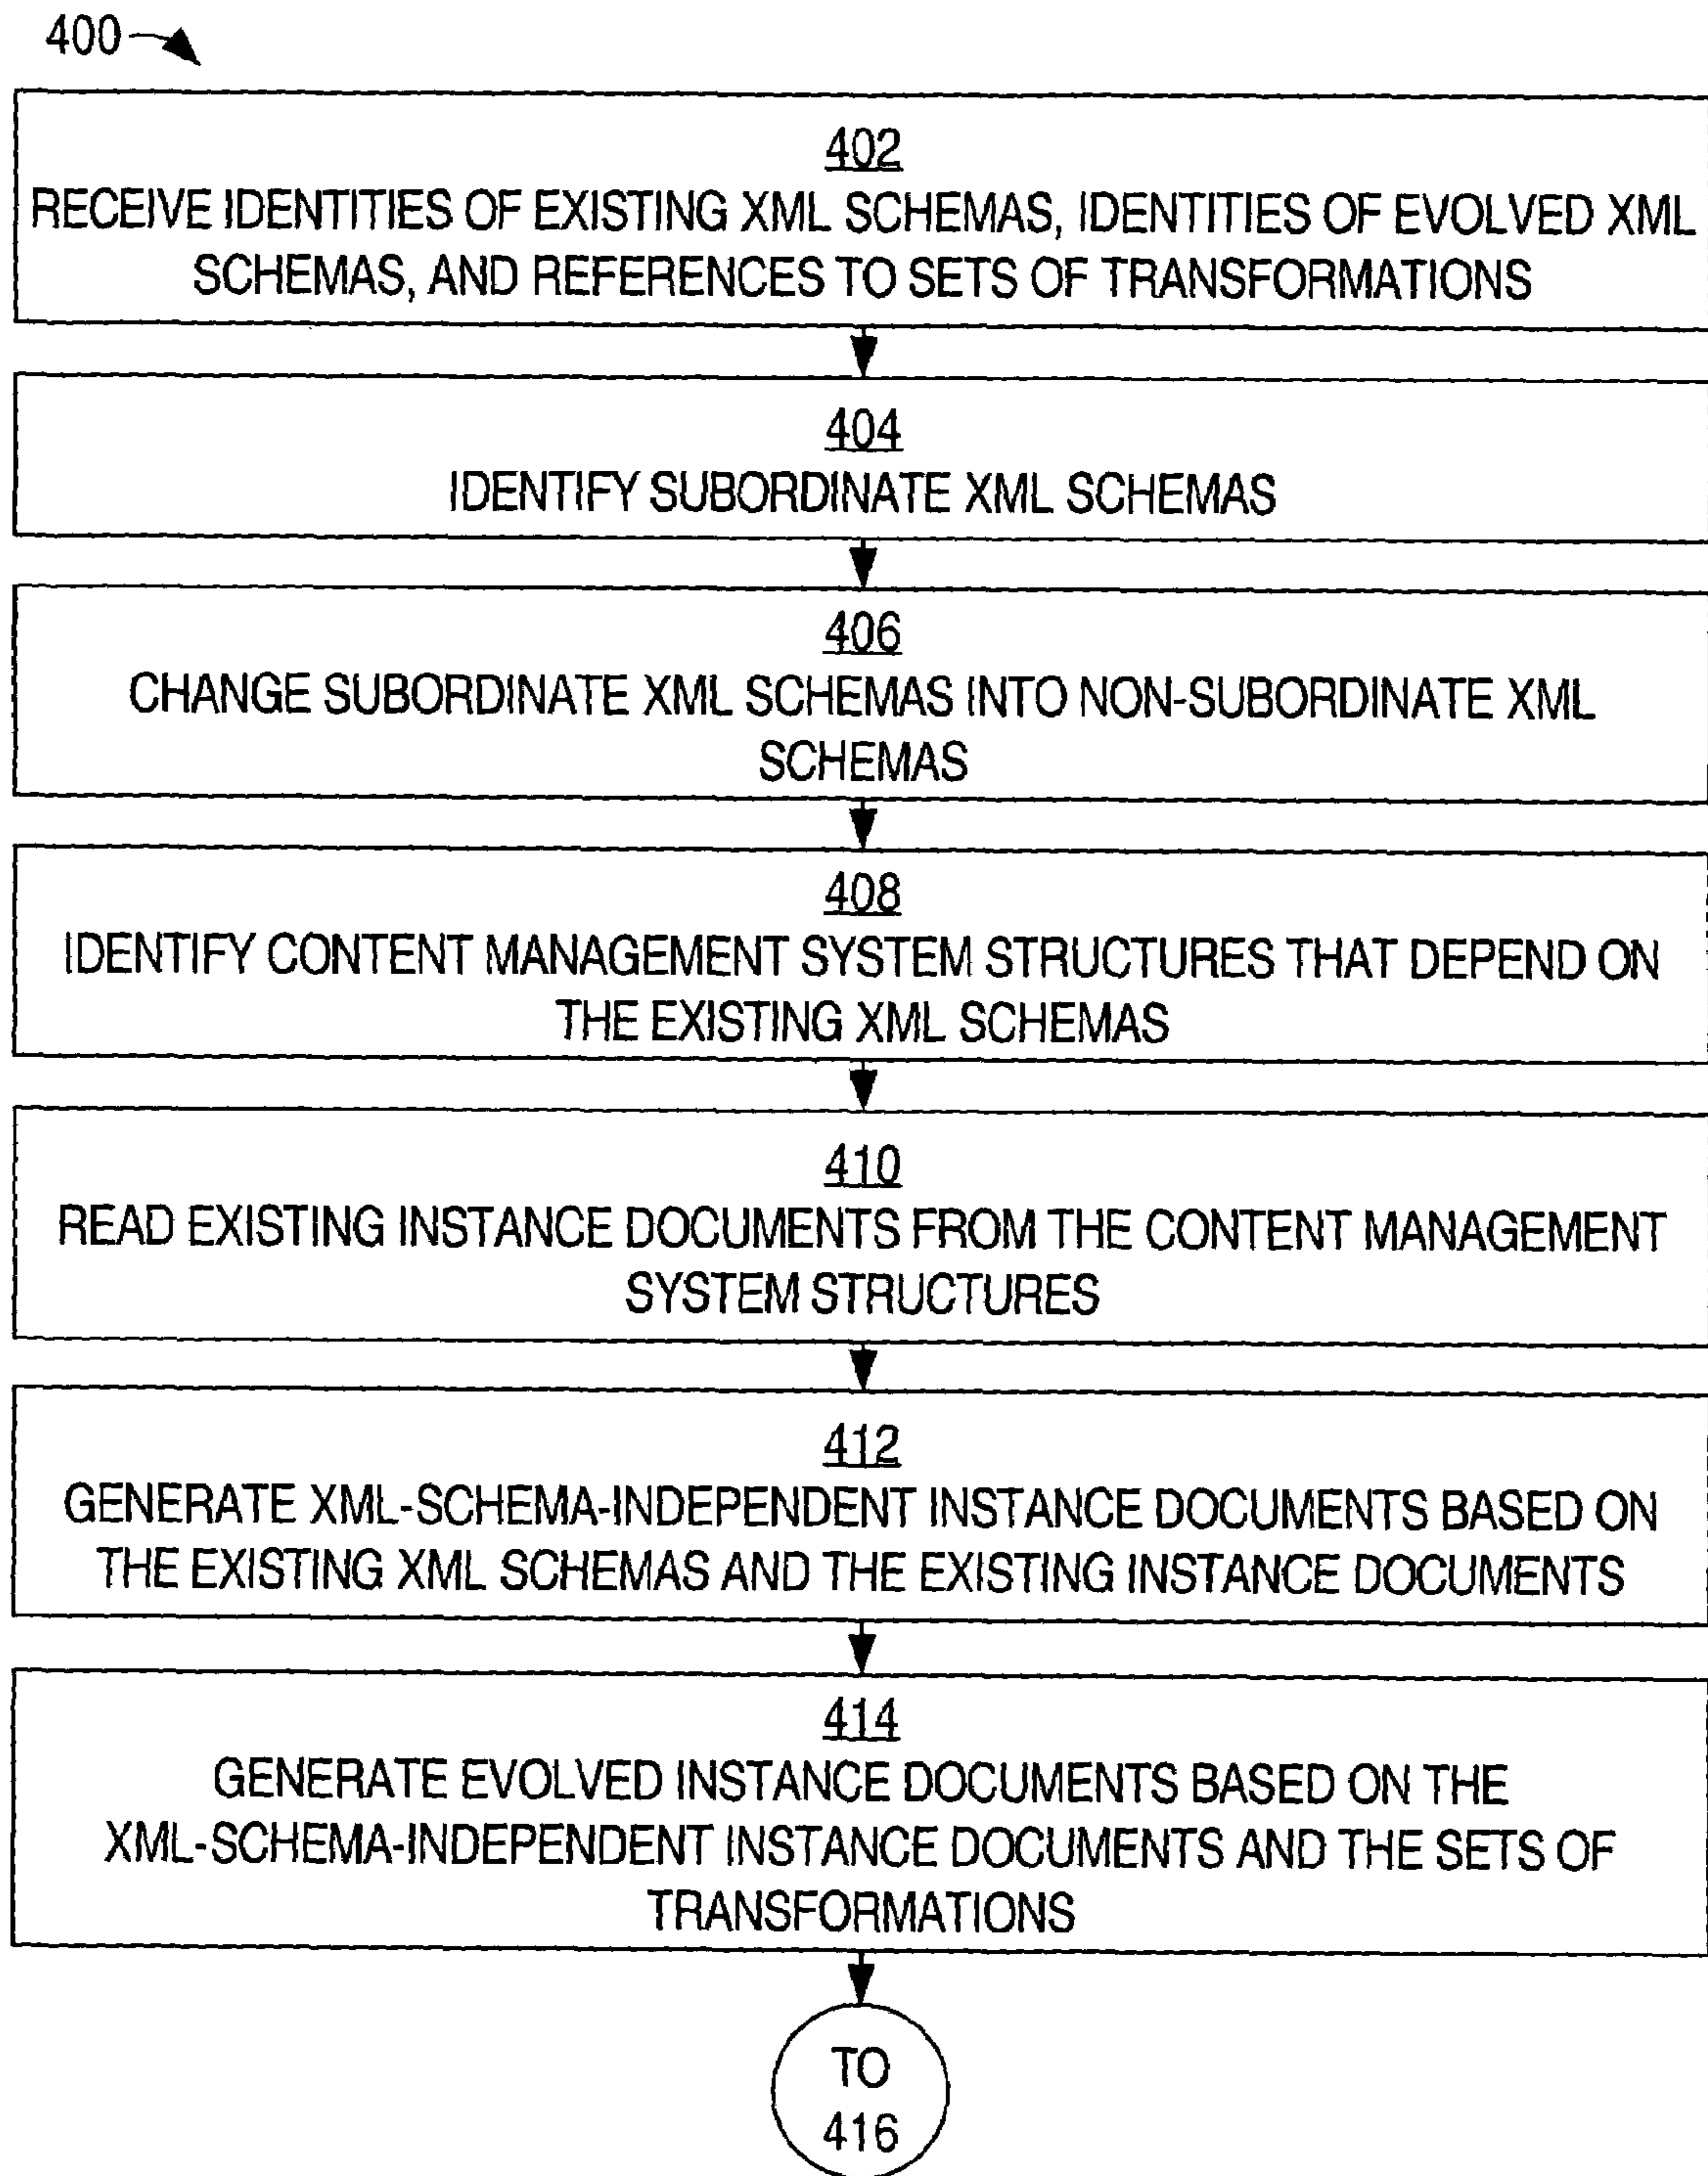 400
402
RECEIVE IDENTITIES OF EXISTING XML SCHEMAS, IDENTITIES OF EVOLVED XML
SCHEMAS, AND REFERENCES TO SETS OF TRANSFORMATIONS
404
IDENTIFY SUBORDINATE XML SCHEMAS
406
CHANGE SUBORDINATE XML SCHEMAS INTO NON-SUBORDINATE XML
SCHEMAS
408
IDENTIFY CONTENT MANAGEMENT SYSTEM STRUCTURES THAT DEPEND ON
THE EXISTING XML SCHEMAS
410
READ EXISTING INSTANCE DOCUMENTS FROM THE CONTENT MANAGEMENT
SYSTEM STRUCTURES
412
GENERATE XML-SCHEMA-INDEPENDENT INSTANCE DOCUMENTS BASED ON
THE EXISTING XML SCHEMAS AND THE EXISTING INSTANCE DOCUMENTS
414
GENERATE EVOLVED INSTANCE DOCUMENTS BASED ON THE
XML-SCHEMA-INDEPENDENT INSTANCE DOCUMENTS AND THE SETS OF
TRANSFORMATIONS
TO
416